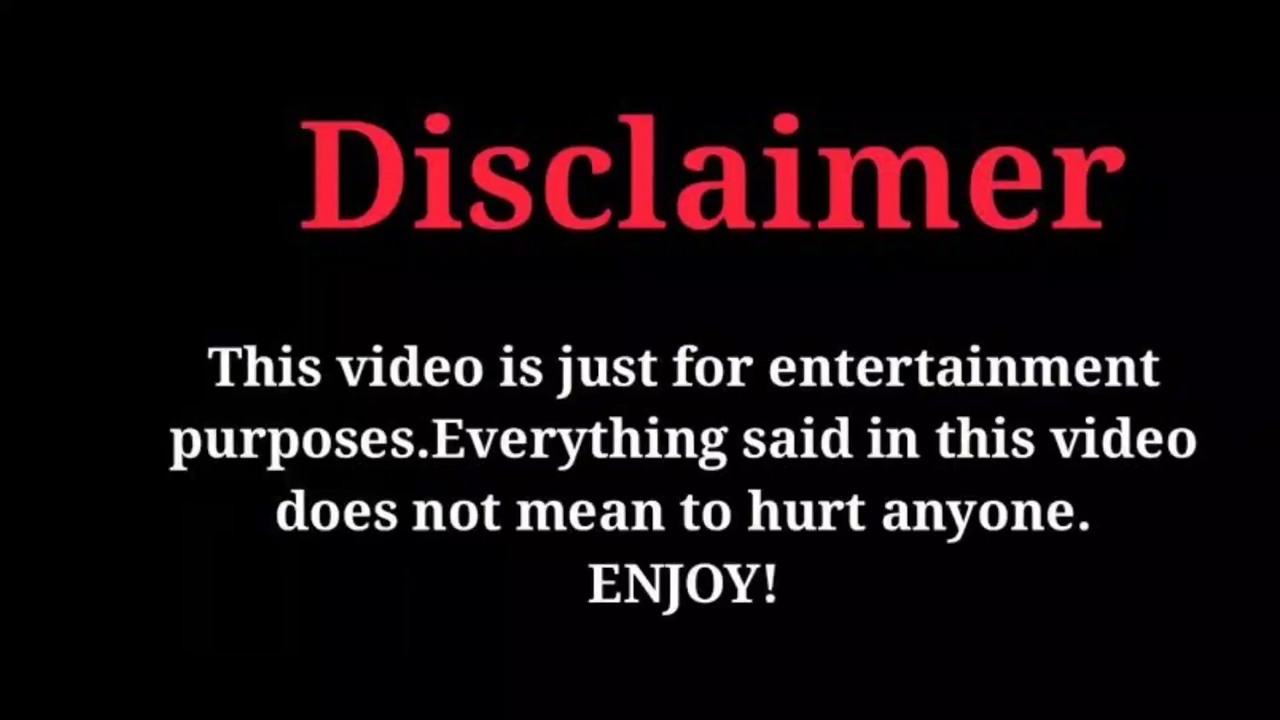 Disclaimer
This video is just for entertainment
purposes.Everything said in this video
does not mean to hurt anyone.
ENJOY!